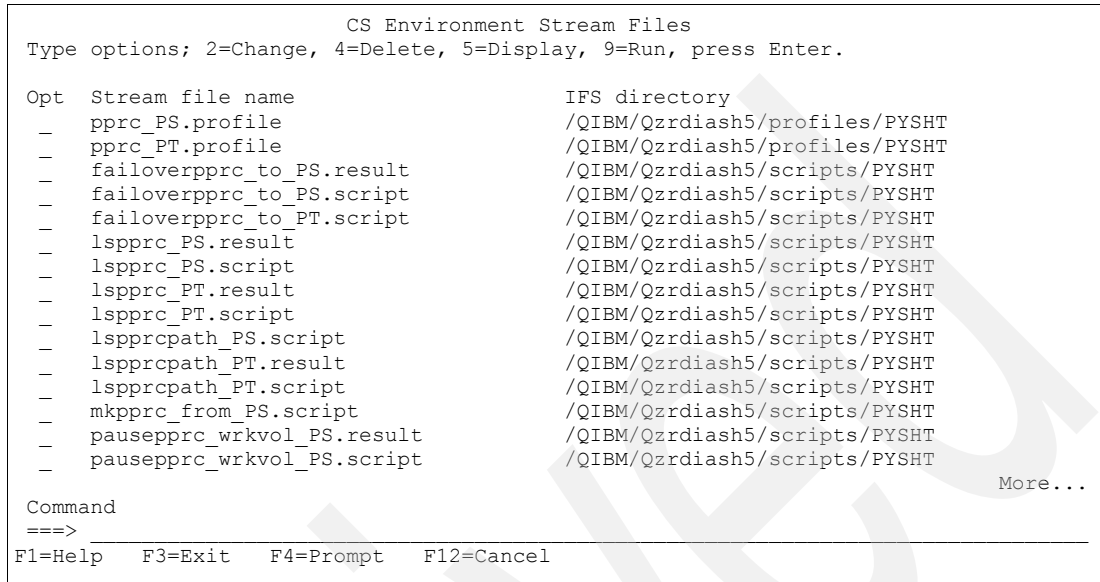 CS Environment Stream Files
Type options; 2=Change, 4=Delete, 5=Display, 9=Run, press Enter.
Opt Stream file name IFS directory
_ pprc_PS.profile /QIBM/Qzrdiash5/profiles/PYSHT
_ pprc_PT.profile /QIBM/Qzrdiash5/profiles/PYSHT
_ failoverpprc_to_PS.result /QIBM/Qzrdiash5/scripts/PYSHT
_ failoverpprc_to_PS.script /QIBM/Qzrdiash5/scripts/PYSHT
_ failoverpprc_to_PT.script /QIBM/Qzrdiash5/scripts/PYSHT
_ lspprc_PS.result /QIBM/Qzrdiash5/scripts/PYSHT
_ lspprc_PS.script /QIBM/Qzrdiash5/scripts/PYSHT
_ lspprc_PT.result /QIBM/Qzrdiash5/scripts/PYSHT
_ lspprc_PT.script /QIBM/Qzrdiash5/scripts/PYSHT
_ lspprcpath_PS.script /QIBM/Qzrdiash5/scripts/PYSHT
_ lspprcpath_PT.result /QIBM/Qzrdiash5/scripts/PYSHT
_ lspprcpath_PT.script /QIBM/Qzrdiash5/scripts/PYSHT
_ mkpprc_from_PS.script /QIBM/Qzrdiash5/scripts/PYSHT
_ pausepprc_wrkvol_PS.result /QIBM/Qzrdiash5/scripts/PYSHT
_ pausepprc_wrkvol_PS.script /QIBM/Qzrdiash5/scripts/PYSHT
More...
Command
===>
F1=Help F3=Exit F4=Prompt F12=Cancel